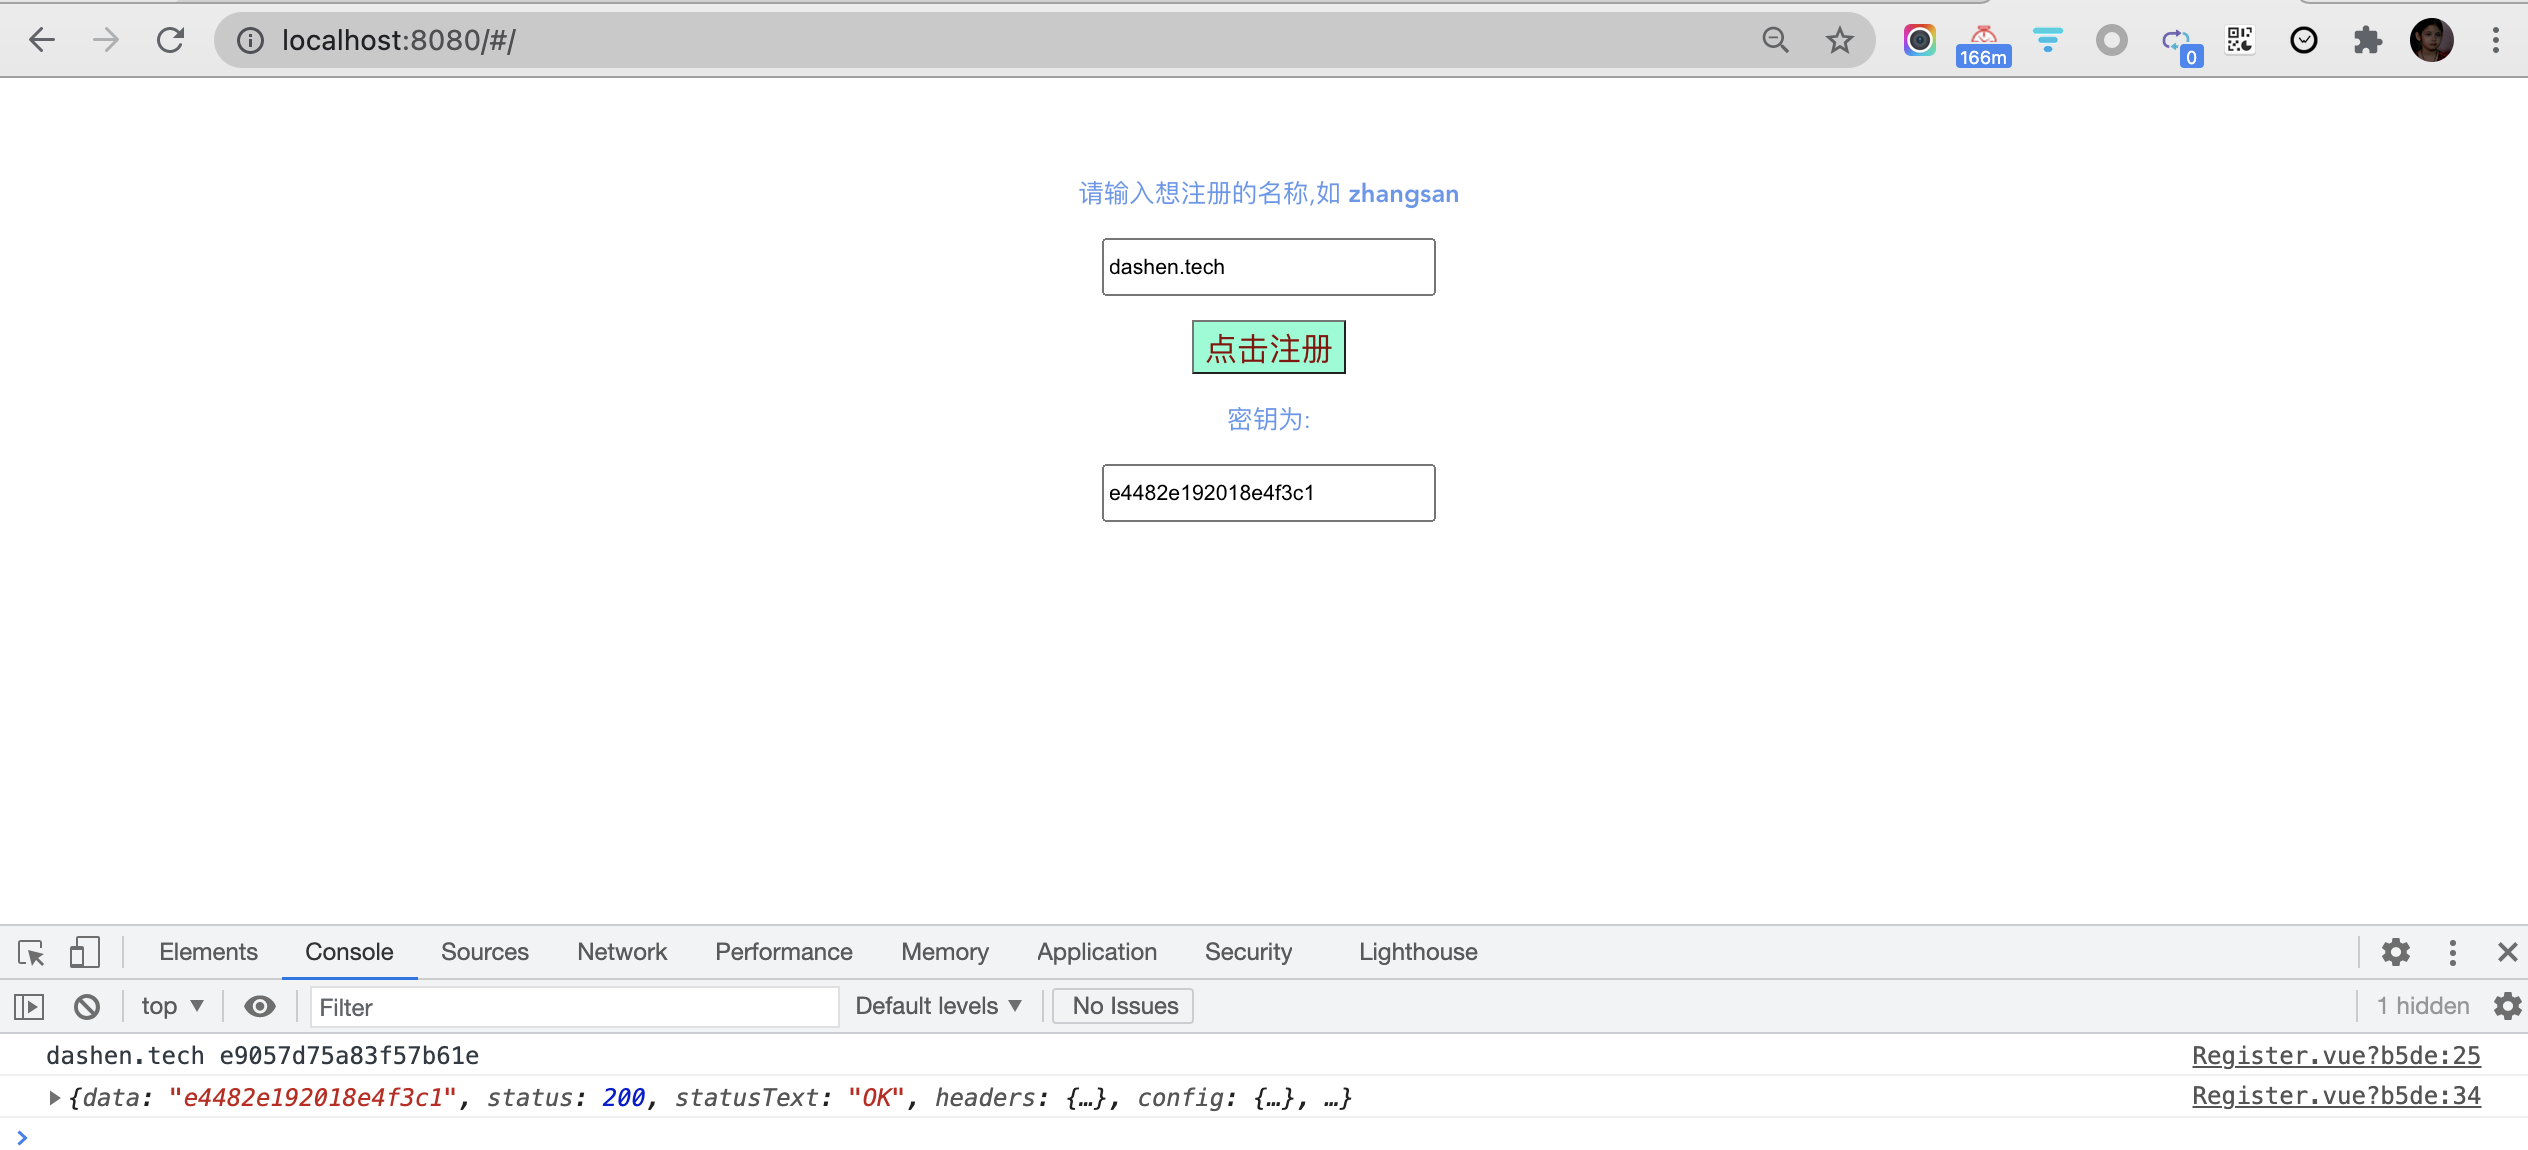 localhost:8080/#/
166m
0
请输入想注册的名称,如 zhangsan
dashen.tech
点击注册
密钥为:
e4482e192018e4f3c1
Elements Console Sources Network Performance Memory Application Security Lighthouse
top ▼ Filter Default levels ▼ No Issues 1 hidden
dashen.tech e9057d75a83f57b61e Register.vue?b5de:25
▶{data: "e4482e192018e4f3c1", status: 200, statusText: "OK", headers: {…}, config: {…}, …} Register.vue?b5de:34
>